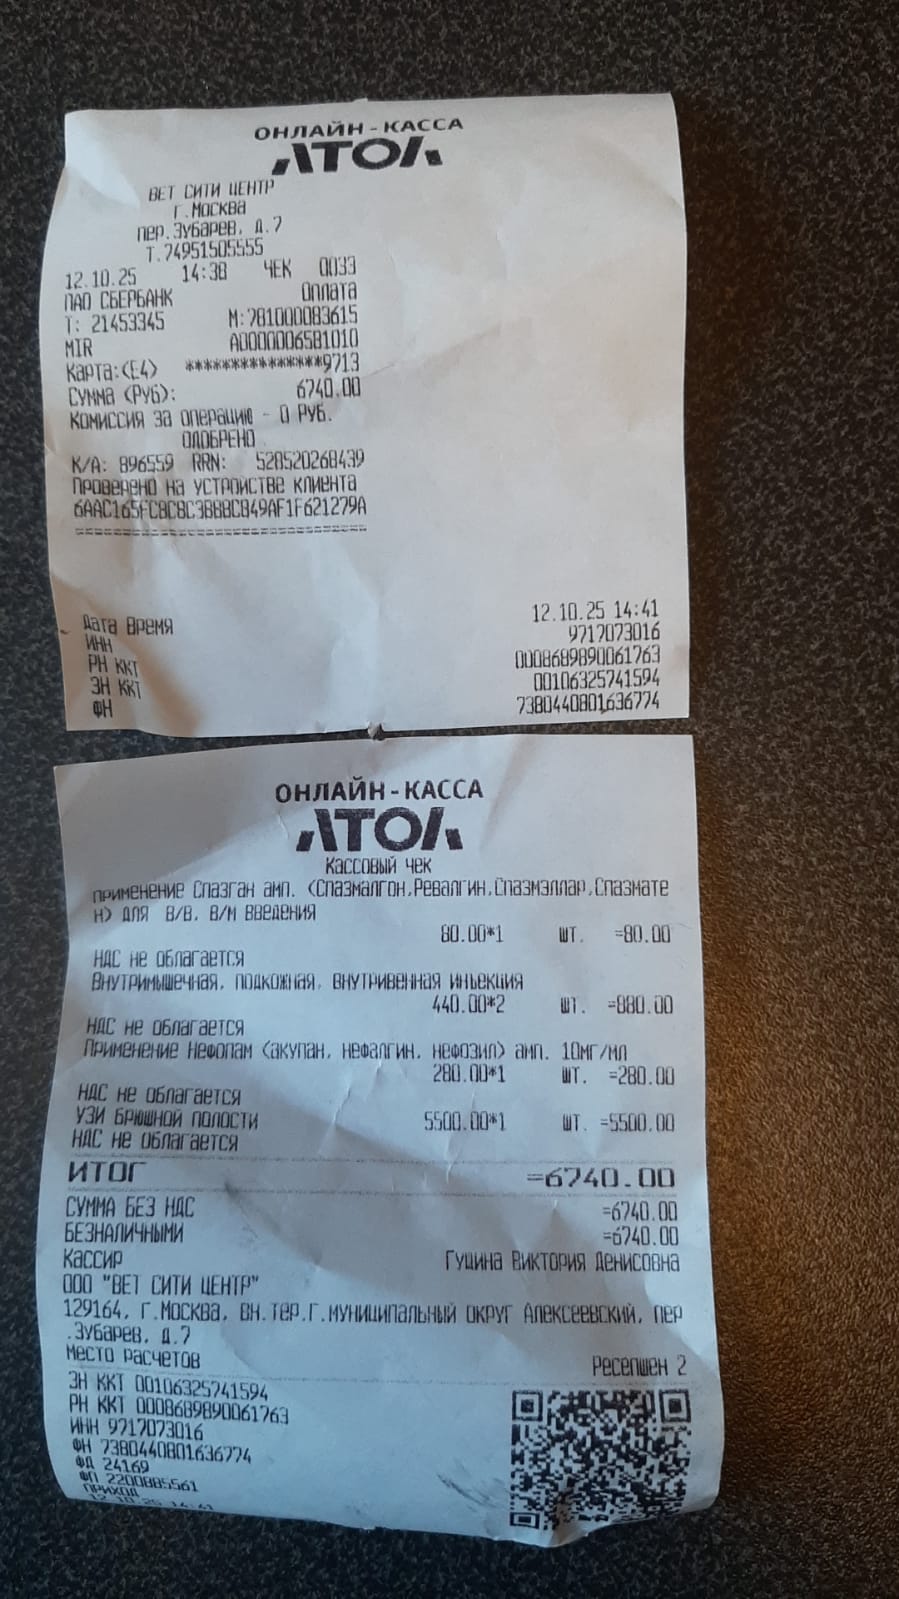 ОНЛАЙН-КАССА
АТОЛ
ВЕТ СИТИ ЦЕНТР
г.Москва
пер.Зубарев, д.7
Т.74951505555
12.10.25 14:38 ЧЕК 0033
ПАО СБЕРБАНК Оплата
Т: 21453345 М:781000083615
MIR A0000006581010
Карта:(E4) **************9713
Сумма (Руб): 6740.00
Комиссия за операцию - 0 Руб.
ОДОБРЕНО
К/А: 896559 RRN: 528520268439
Проверено на устройстве клиента
6AAC165FC8C8C3BBBC849AF1F621279A
================================
Дата Время 12.10.25 14:41
ИНН 9717073016
РН ККТ 0008689890061763
ЗН ККТ 00106325741594
ФН 7380440801636774
ОНЛАЙН-КАССА
АТОЛ
Кассовый чек
Применение Спазган амп. (Спазмалгон,Ревалгин,Спазмэллар,Спазмате
н) для в/в, в/м введения
80.00*1 шт. =80.00
НДС не облагается
Внутримышечная, подкожная, внутривенная инъекция
440.00*2 шт. =880.00
НДС не облагается
Применение Нефопам (акупан, нефалгин, нефозил) амп. 10мг/мл
280.00*1 шт. =280.00
НДС не облагается
УЗИ брюшной полости 5500.00*1 шт. =5500.00
НДС не облагается
ИТОГ =6740.00
СУММА БЕЗ НДС =6740.00
БЕЗНАЛИЧНЫМИ =6740.00
Кассир Гущина Виктория Денисовна
ООО "ВЕТ СИТИ ЦЕНТР"
129164, г.Москва, вн.тер.г.муниципальный округ Алексеевский, пер
.Зубарев, д.7
Место расчетов Ресепшен 2
ЗН ККТ 00106325741594
РН ККТ 0008689890061763
ИНН 9717073016
ФН 7380440801636774
ФД 24169
ФП 2200885561
ПРИХОД
12.10.25 14:41